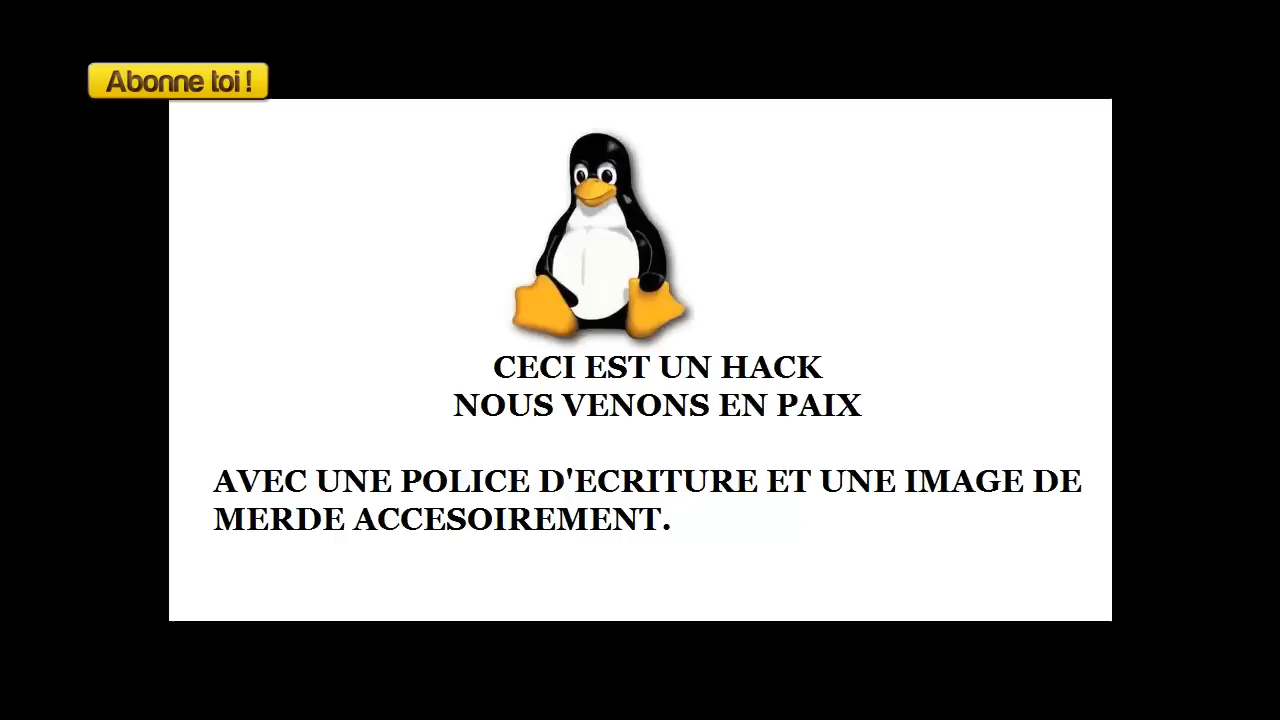 Abonne toi !
CECI EST UN HACK
NOUS VENONS EN PAIX
AVEC UNE POLICE D'ECRITURE ET UNE IMAGE DE
MERDE ACCESOIREMENT.